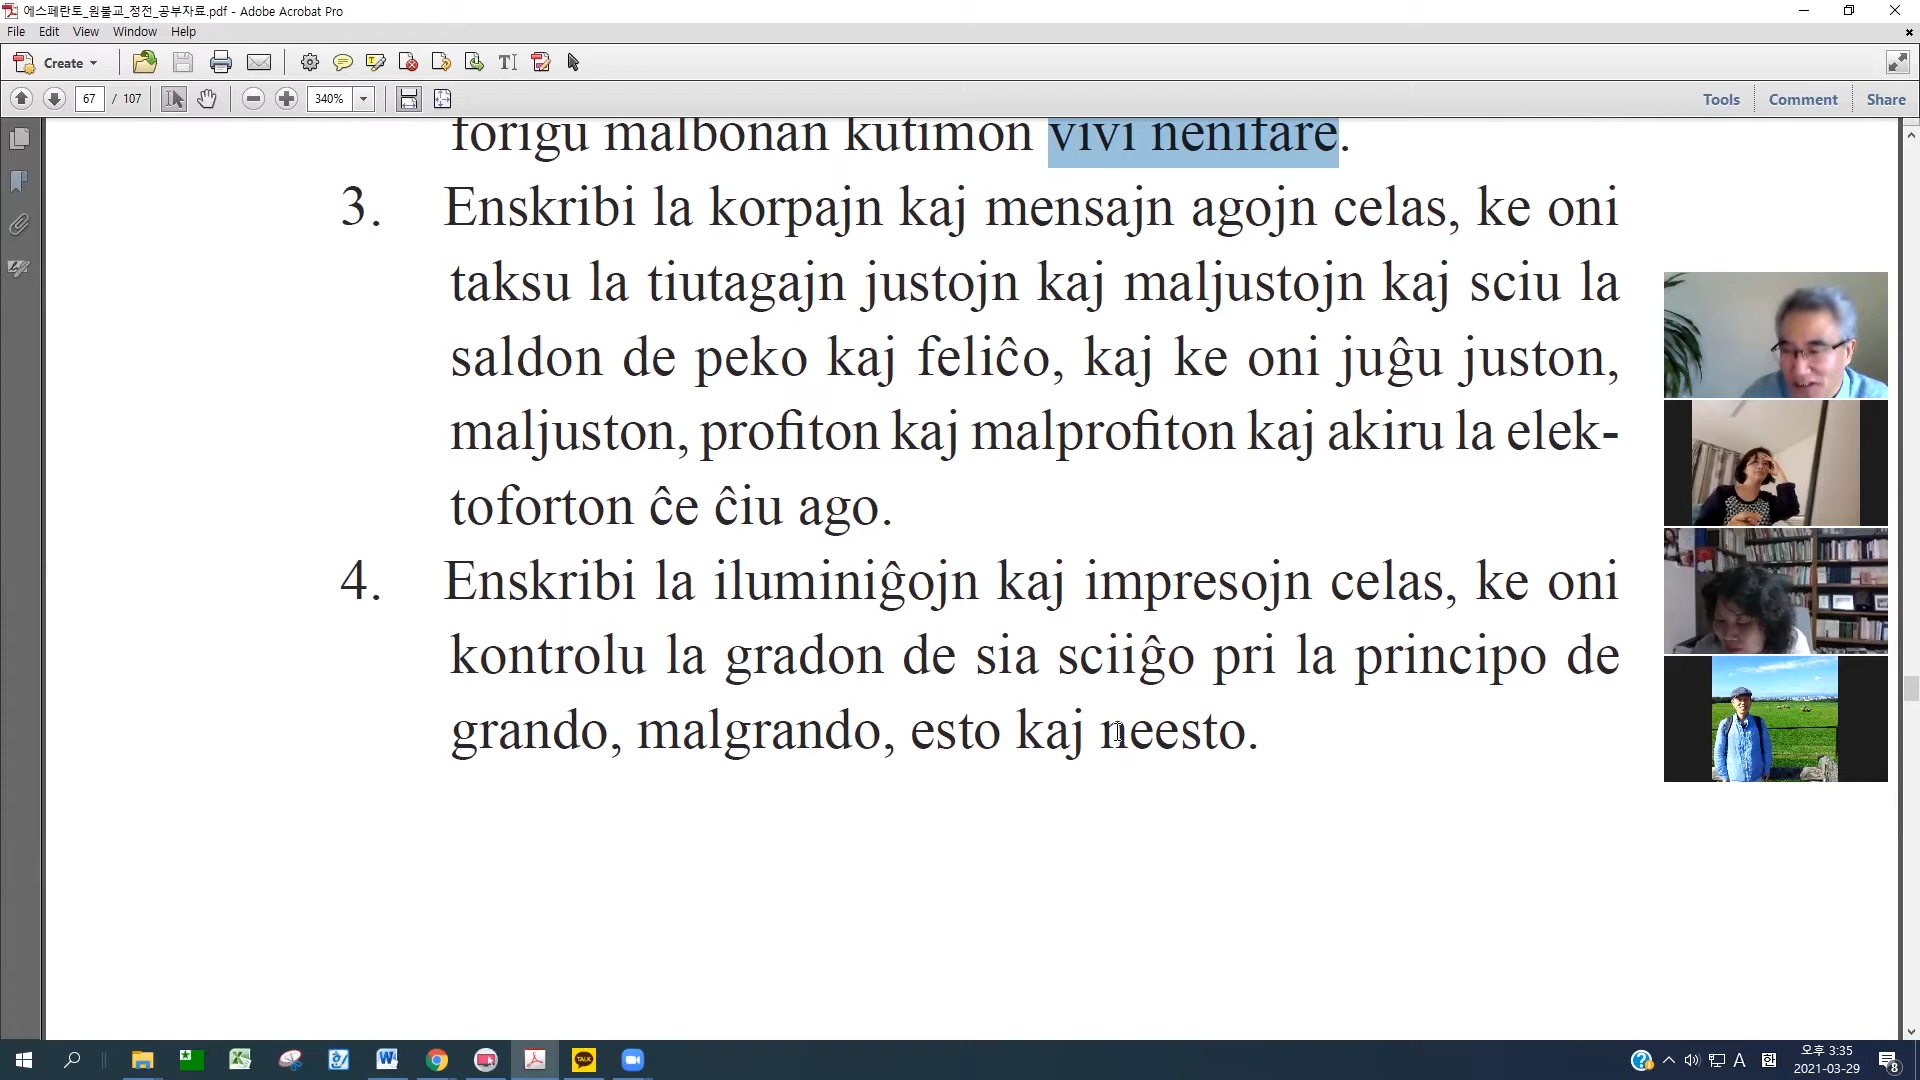 에스페란토_원불교_정전_공부자료.pdf - Adobe Acrobat Pro
File Edit View Window Help
Create
67 / 107 340% Tools Comment Share
forigu malbonan kutimon vivi nenifare.
3. Enskribi la korpajn kaj mensajn agojn celas, ke oni
taksu la tiutagajn justojn kaj maljustojn kaj sciu la
saldon de peko kaj feliĉo, kaj ke oni juĝu juston,
maljuston, profiton kaj malprofiton kaj akiru la elek-
toforton ĉe ĉiu ago.
4. Enskribi la iluminiĝojn kaj impresojn celas, ke oni
kontrolu la gradon de sia sciiĝo pri la principo de
grando, malgrando, esto kaj neesto.
TALK
A 한 오후 3:35
2021-03-29
8